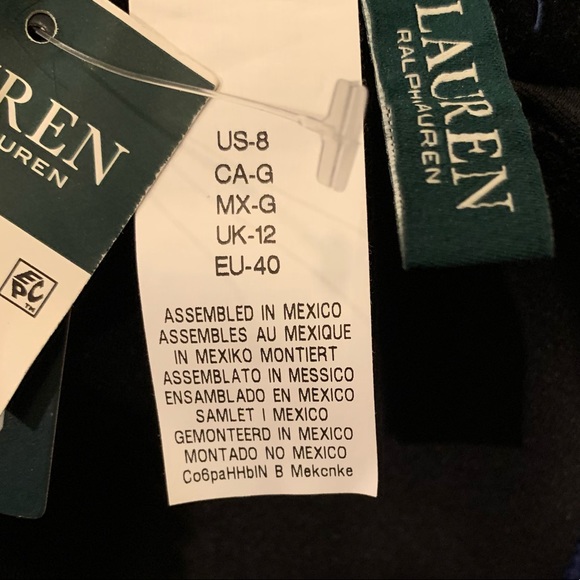 REN
UREN
EPC
TM
US-8
CA-G
MX-G
UK-12
EU-40
ASSEMBLED IN MEXICO
ASSEMBLES AU MEXIQUE
IN MEXIKO MONTIERT
ASSEMBLATO IN MESSICO
ENSAMBLADO EN MEXICO
SAMLET I MEXICO
GEMONTEERD IN MEXICO
MONTADO NO MEXICO
Co6paHHbIN B Mekcnke
LAUREN
RALPH LAUREN